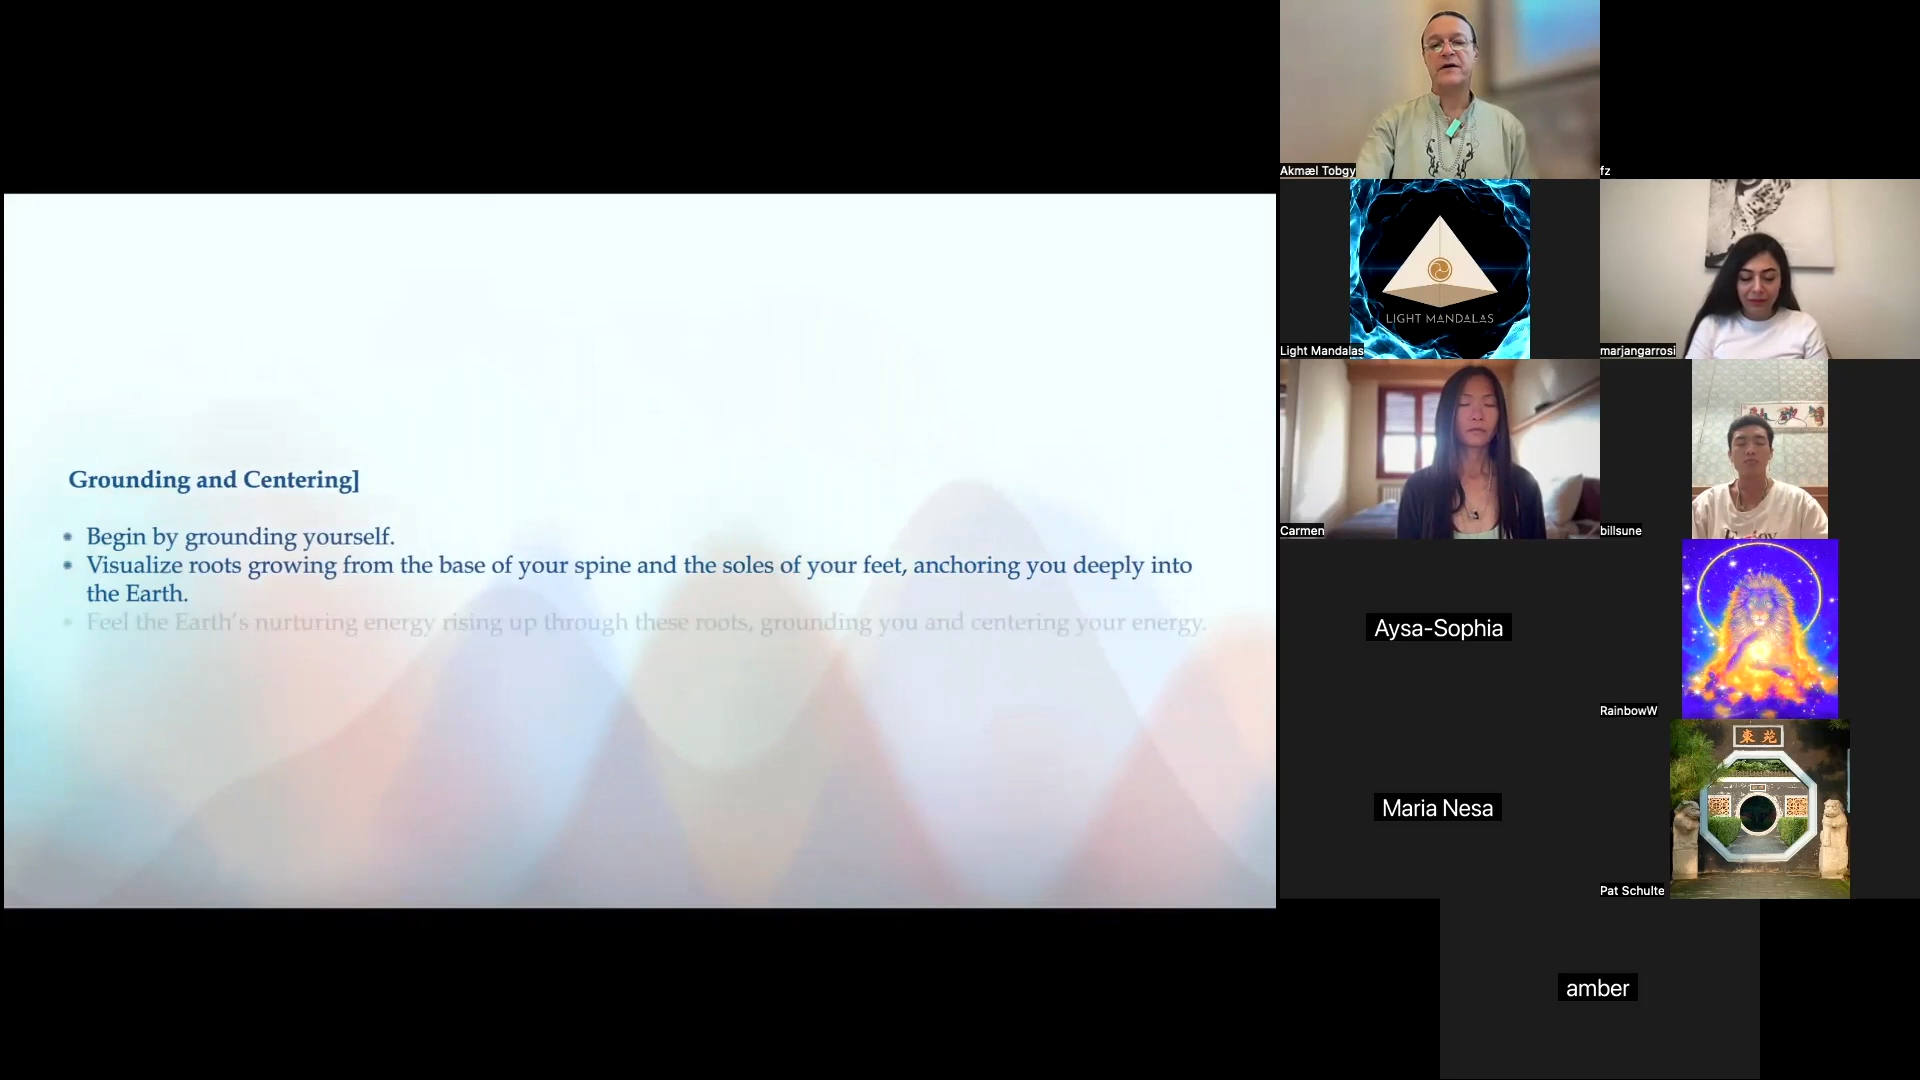 Grounding and Centering]
Begin by grounding yourself.
Visualize roots growing from the base of your spine and the soles of your feet, anchoring you deeply into
the Earth.
Feel the Earth's nurturing energy rising up through these roots, grounding you and centering your energy.
Akmæl Tobgy
fz
LIGHT MANDALAS
Light Mandalas
marjangarrosi
Carmen
billsune
Aysa-Sophia
RainbowW
Maria Nesa
東苑
Pat Schulte
amber